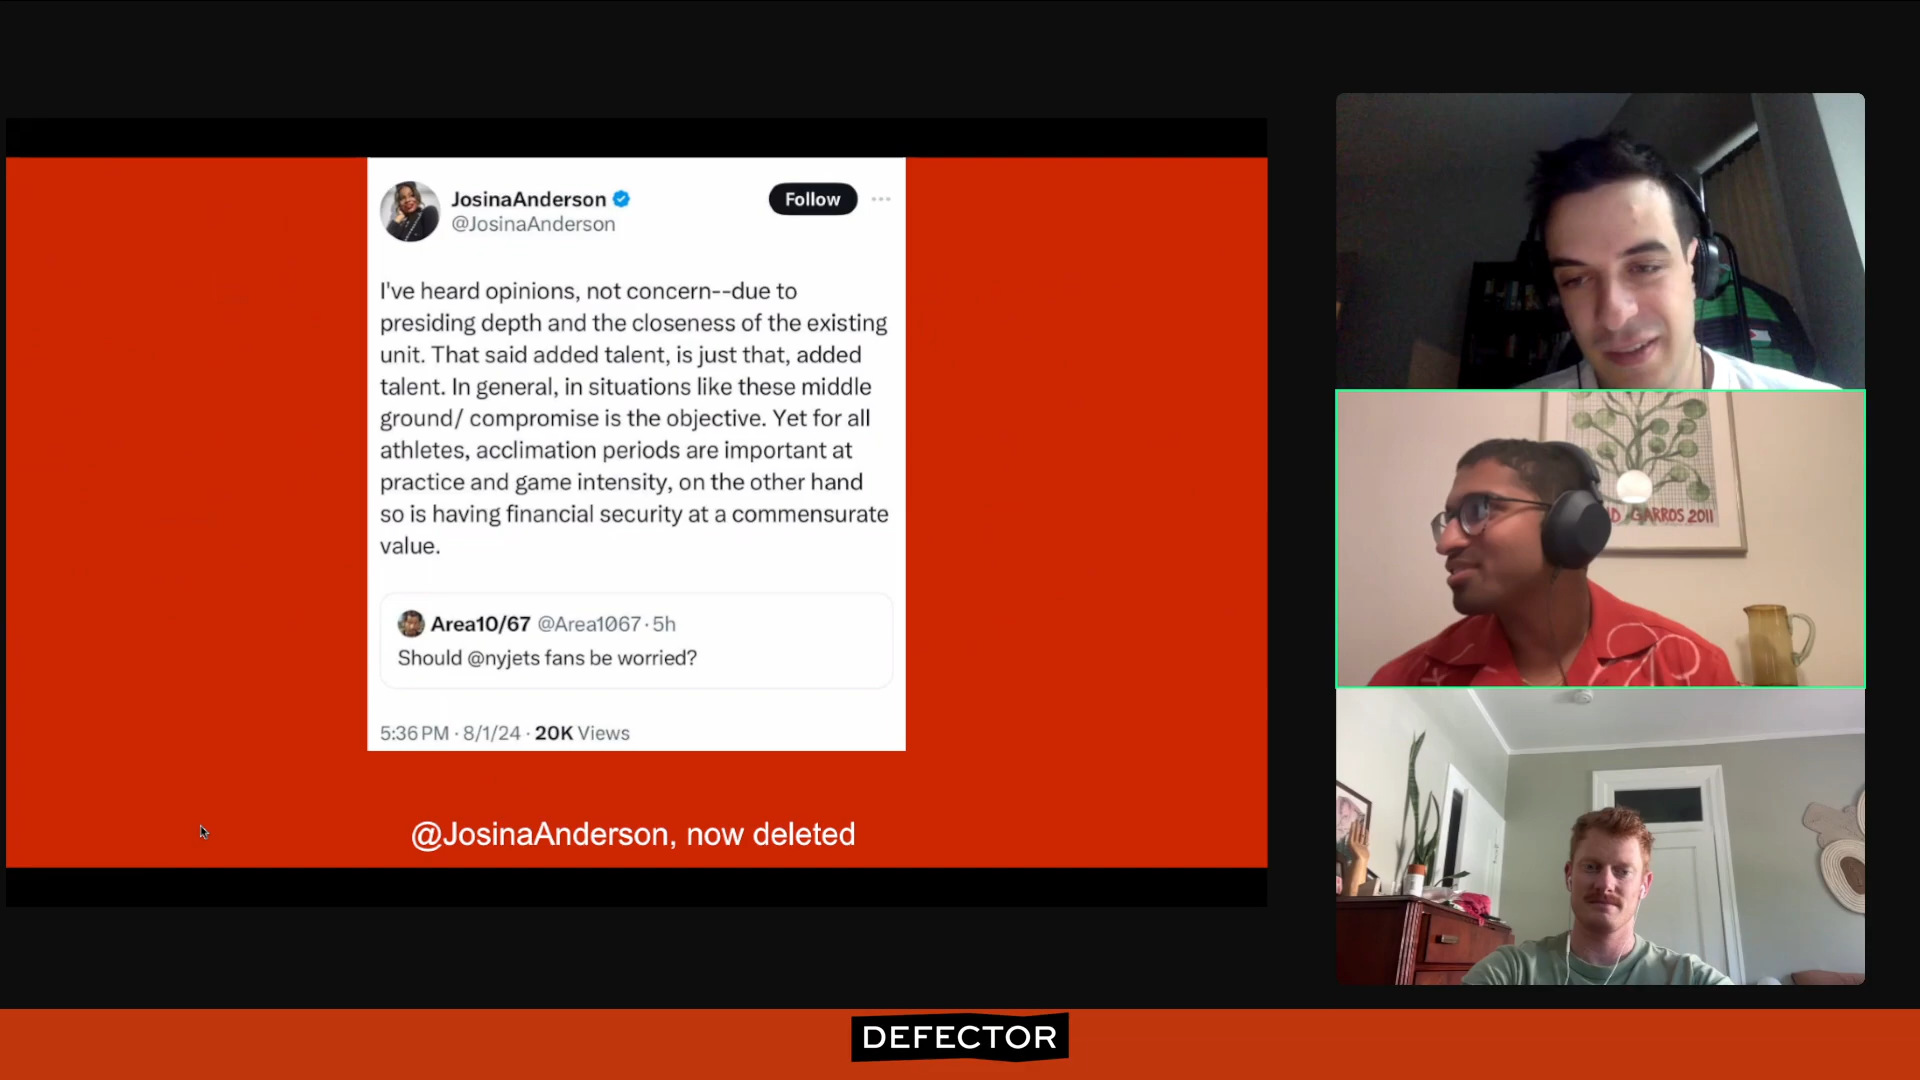 JosinaAnderson
@JosinaAnderson
Follow
I've heard opinions, not concern--due to
presiding depth and the closeness of the existing
unit. That said added talent, is just that, added
talent. In general, in situations like these middle
ground/ compromise is the objective. Yet for all
athletes, acclimation periods are important at
practice and game intensity, on the other hand
so is having financial security at a commensurate
value.
Area10/67 @Area1067·5h
Should @nyjets fans be worried?
5:36 PM · 8/1/24 · 20K Views
@JosinaAnderson, now deleted
GARROS 2011
DEFECTOR